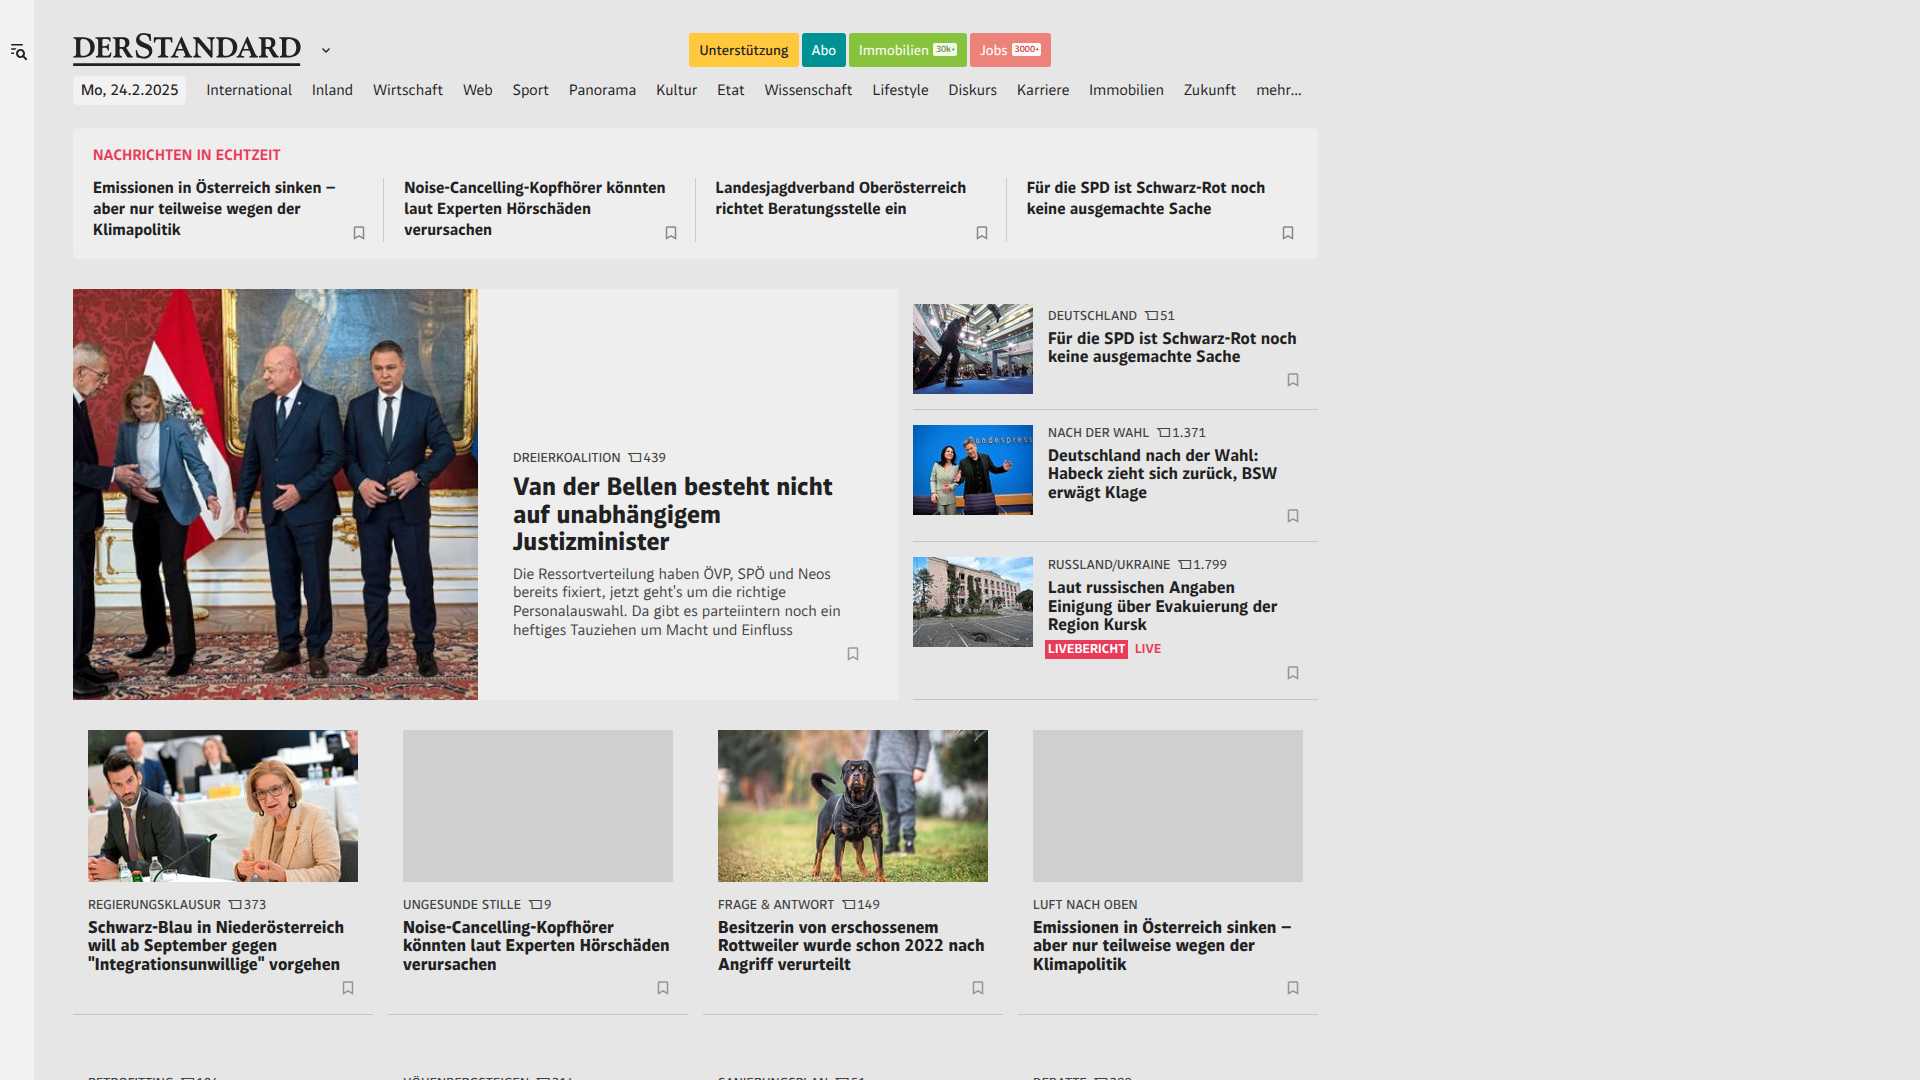 DERSTANDARD
Unterstützung
Abo
Immobilien 30k+
Jobs 3000+
Mo, 24.2.2025
International
Inland
Wirtschaft
Web
Sport
Panorama
Kultur
Etat
Wissenschaft
Lifestyle
Diskurs
Karriere
Immobilien
Zukunft
mehr...
NACHRICHTEN IN ECHTZEIT
Emissionen in Österreich sinken –
aber nur teilweise wegen der
Klimapolitik
Noise-Cancelling-Kopfhörer könnten
laut Experten Hörschäden
verursachen
Landesjagdverband Oberösterreich
richtet Beratungsstelle ein
Für die SPD ist Schwarz-Rot noch
keine ausgemachte Sache
DREIERKOALITION 439
Van der Bellen besteht nicht
auf unabhängigem
Justizminister
Die Ressortverteilung haben ÖVP, SPÖ und Neos
bereits fixiert, jetzt geht's um die richtige
Personalauswahl. Da gibt es parteiintern noch ein
heftiges Tauziehen um Macht und Einfluss
DEUTSCHLAND 51
Für die SPD ist Schwarz-Rot noch
keine ausgemachte Sache
NACH DER WAHL 1.371
Deutschland nach der Wahl:
Habeck zieht sich zurück, BSW
erwägt Klage
RUSSLAND/UKRAINE 1.799
Laut russischen Angaben
Einigung über Evakuierung der
Region Kursk
LIVEBERICHT LIVE
REGIERUNGSKLAUSUR 373
Schwarz-Blau in Niederösterreich
will ab September gegen
"Integrationsunwillige" vorgehen
UNGESUNDE STILLE 9
Noise-Cancelling-Kopfhörer
könnten laut Experten Hörschäden
verursachen
FRAGE & ANTWORT 149
Besitzerin von erschossenem
Rottweiler wurde schon 2022 nach
Angriff verurteilt
LUFT NACH OBEN
Emissionen in Österreich sinken –
aber nur teilweise wegen der
Klimapolitik